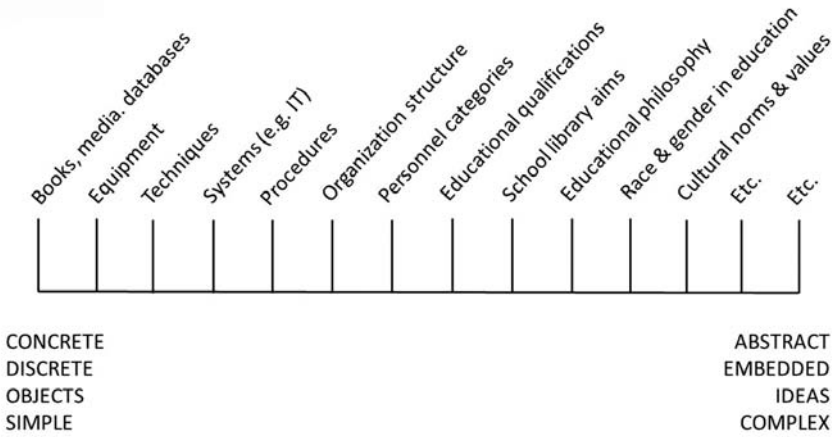 Books, media. databases
Equipment
Techniques
Systems (e.g. IT)
Procedures
Organization structure
Personnel categories
Educational qualifications
School library aims
Educational philosophy
Race & gender in education
Cultural norms & values
Etc.
Etc.
CONCRETE
DISCRETE
OBJECTS
SIMPLE
ABSTRACT
EMBEDDED
IDEAS
COMPLEX